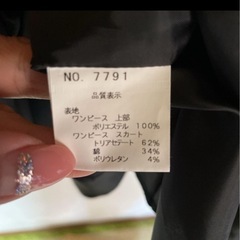 NO. 7791
品質表示
表地
ワンピース 上部
ポリエステル 100%
ワンピース スカート
トリアセテート 62%
綿 34%
ポリウレタン 4%